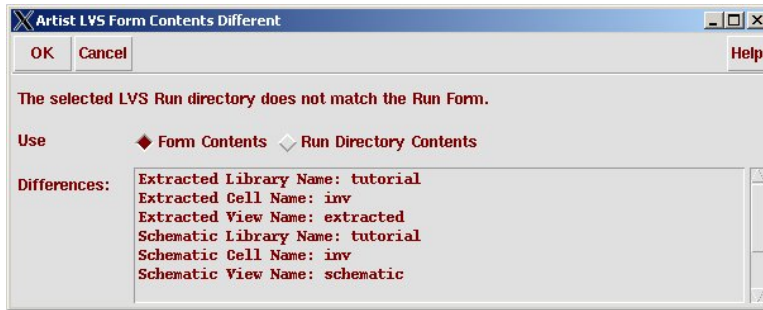 Artist LVS Form Contents Different
OK Cancel Help
The selected LVS Run directory does not match the Run Form.
Use Form Contents Run Directory Contents
Differences:
Extracted Library Name: tutorial
Extracted Cell Name: inv
Extracted View Name: extracted
Schematic Library Name: tutorial
Schematic Cell Name: inv
Schematic View Name: schematic